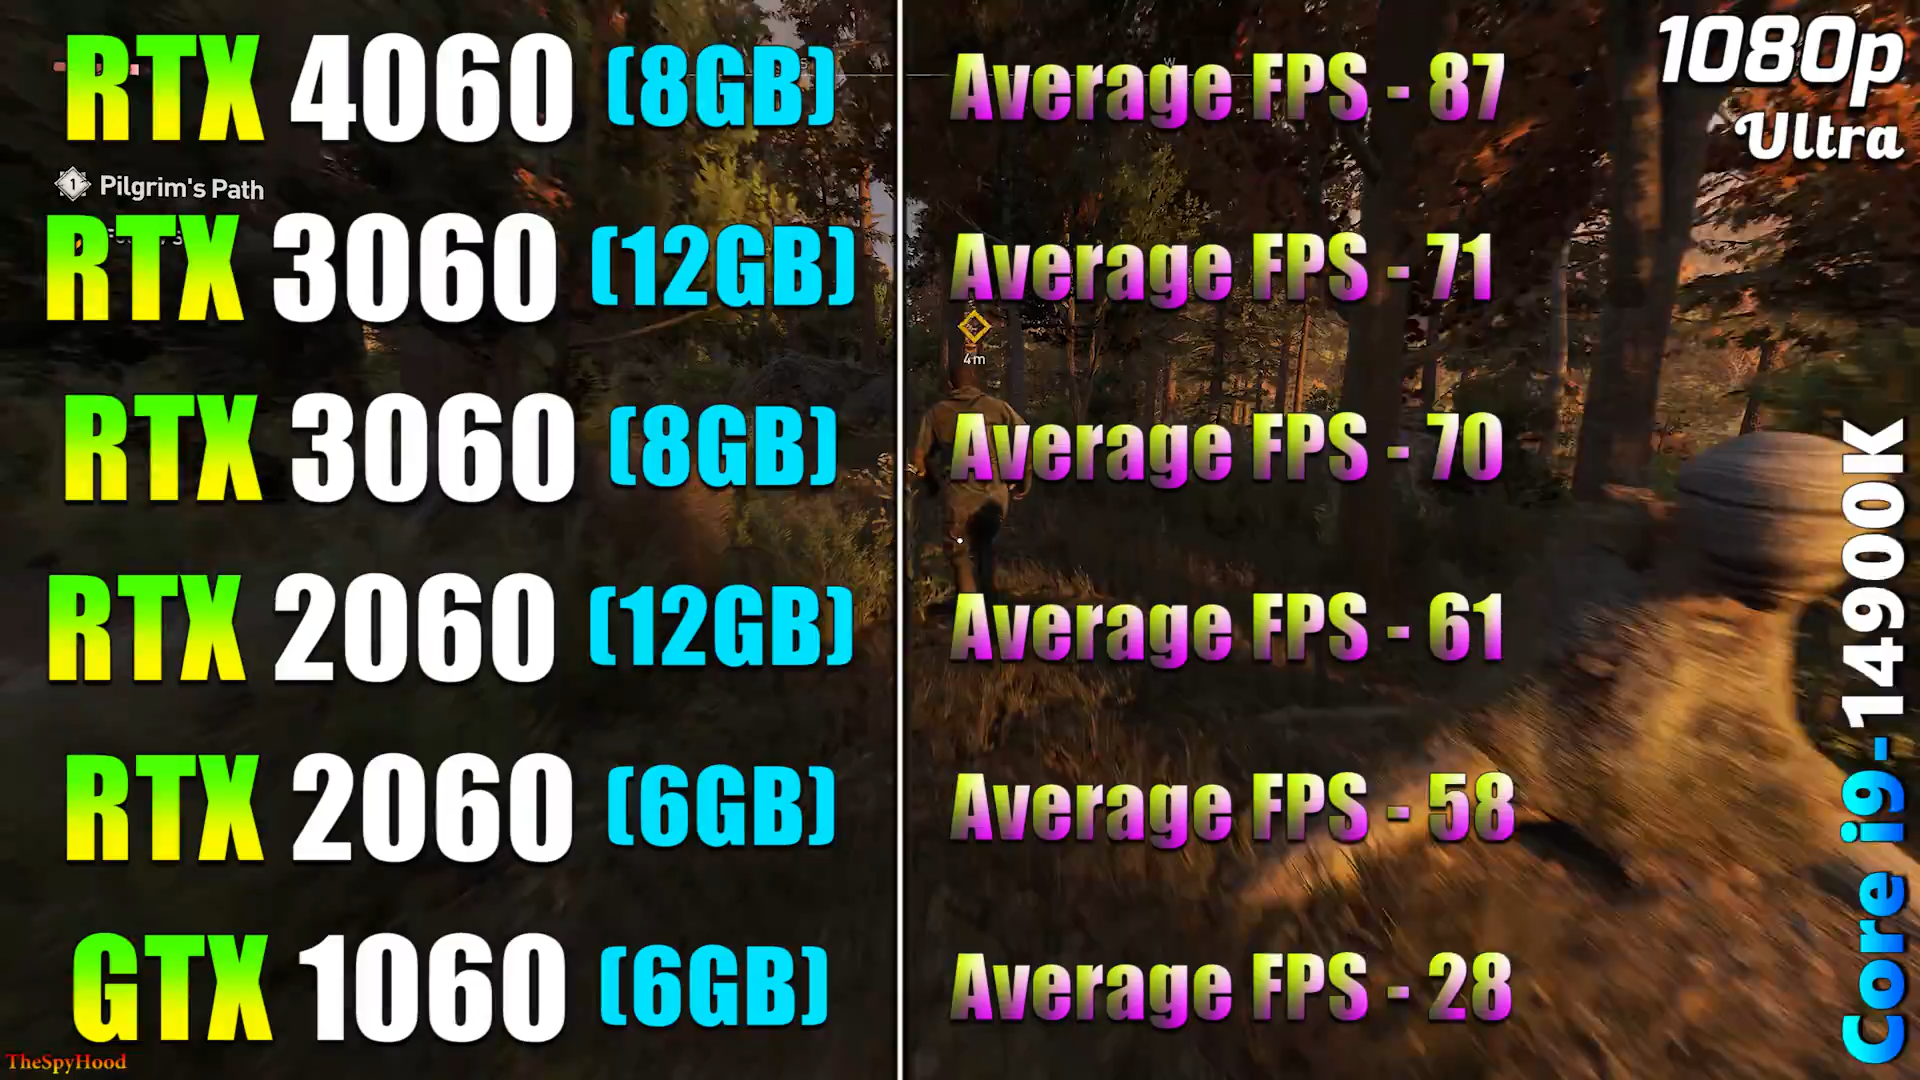 RTX 4060 (8GB) Average FPS - 87
1080p
Ultra
Pilgrim's Path
RTX 3060 (12GB) Average FPS - 71
4m
RTX 3060 (8GB) Average FPS - 70
RTX 2060 (12GB) Average FPS - 61
RTX 2060 (6GB) Average FPS - 58
GTX 1060 (6GB) Average FPS - 28
Core i9-14900K
TheSpyHood